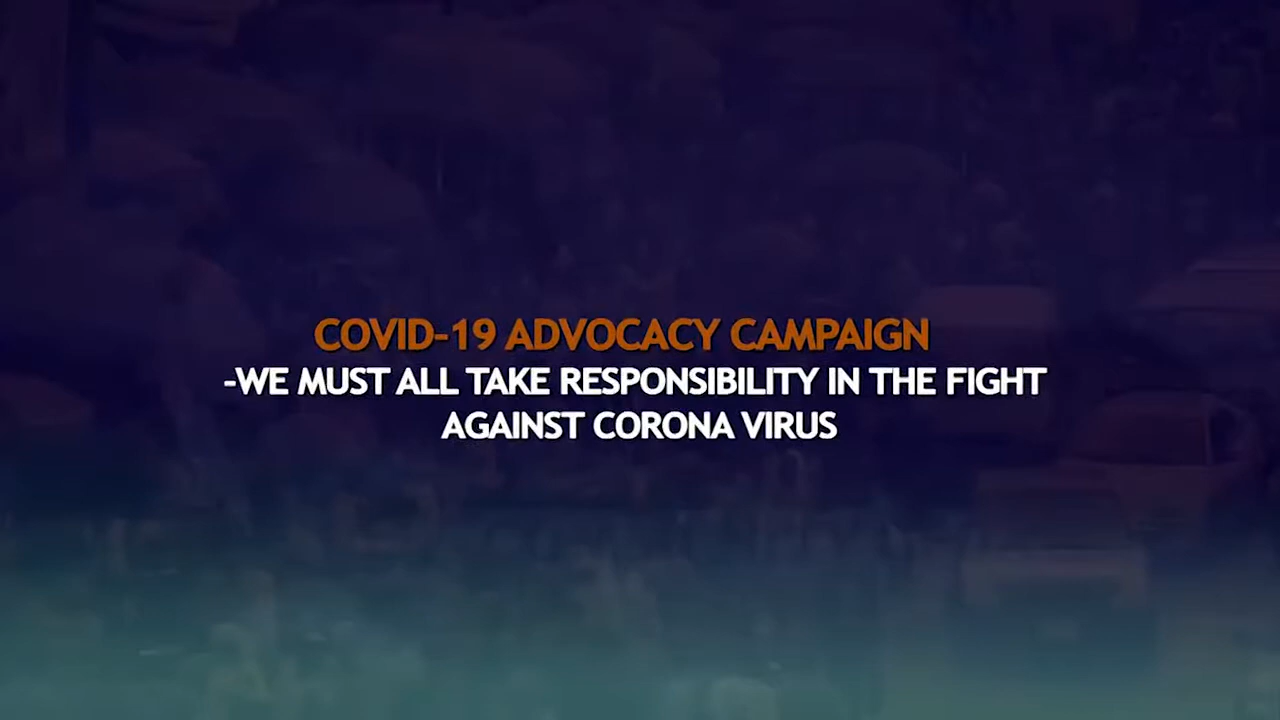 COVID-19 ADVOCACY CAMPAIGN
-WE MUST ALL TAKE RESPONSIBILITY IN THE FIGHT
AGAINST CORONA VIRUS